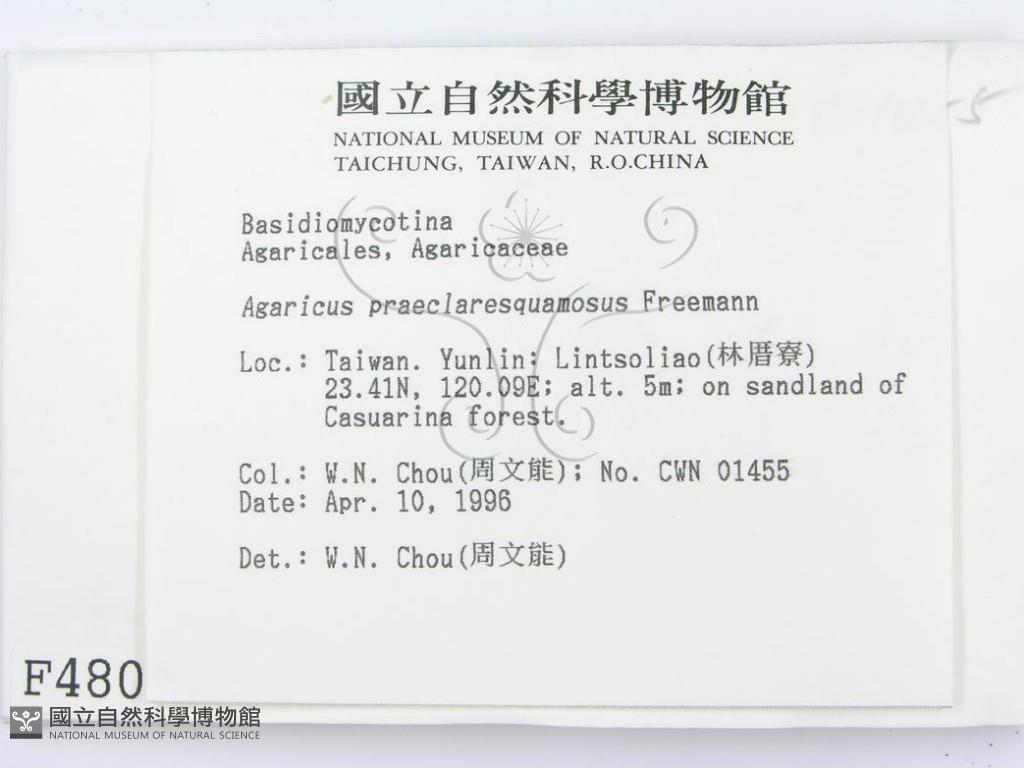 國立自然科學博物館
NATIONAL MUSEUM OF NATURAL SCIENCE
TAICHUNG, TAIWAN, R.O.CHINA
Basidiomycotina
Agaricales, Agaricaceae
Agaricus praeclaresquamosus Freemann
Loc.: Taiwan. Yunlin: Lintsoliao(林厝寮)
23.41N, 120.09E; alt. 5m; on sandland of
Casuarina forest.
Col.: W.N. Chou(周文能); No. CWN 01455
Date: Apr. 10, 1996
Det.: W.N. Chou(周文能)
F480
國立自然科學博物館
NATIONAL MUSEUM OF NATURAL SCIENCE